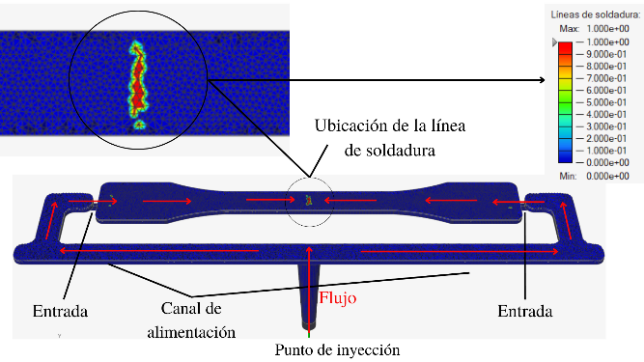 Líneas de soldadura:
Max: 1.000e+00
1.000e+00
9.000e-01
8.000e-01
7.000e-01
6.000e-01
5.000e-01
4.000e-01
3.000e-01
2.000e-01
1.000e-01
0.000e+00
Min: 0.000e+00
Ubicación de la línea
de soldadura
Entrada
Canal de
alimentación
Flujo
Entrada
Punto de inyección